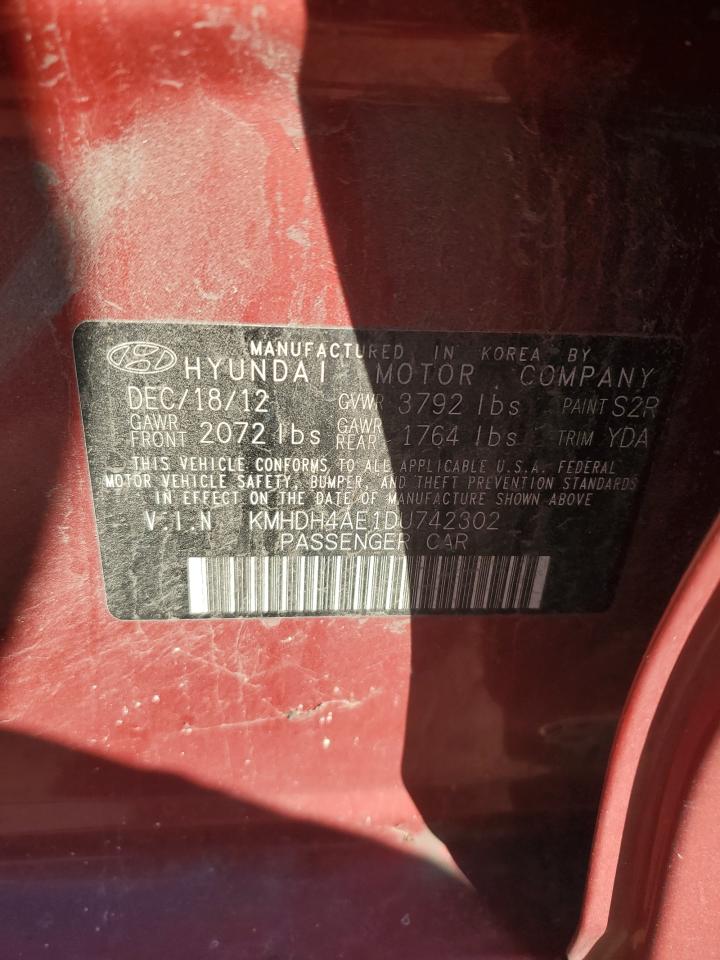 MANUFACTURED IN KOREA BY
HYUNDAI MOTOR COMPANY
DEC/18/12 GVWR 3792 lbs PAINT S2R
GAWR FRONT 2072 lbs GAWR REAR 1764 lbs TRIM YDA
THIS VEHICLE CONFORMS TO ALL APPLICABLE U.S.A. FEDERAL
MOTOR VEHICLE SAFETY, BUMPER, AND THEFT PREVENTION STANDARDS
IN EFFECT ON THE DATE OF MANUFACTURE SHOWN ABOVE
V.I.N KMHDH4AE1DU742302
PASSENGER CAR